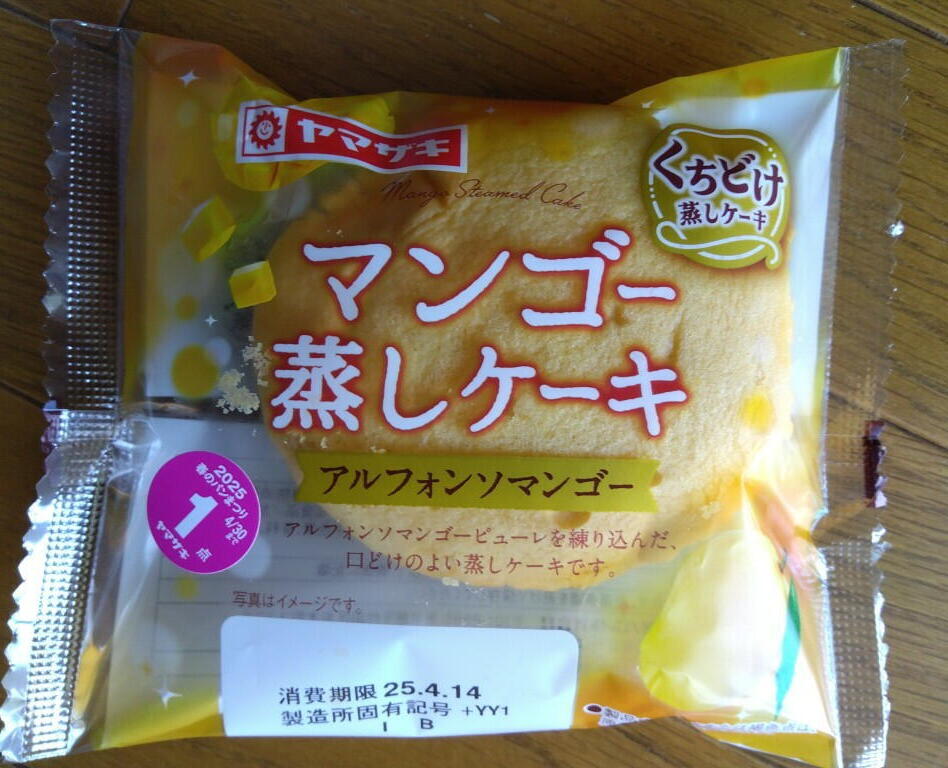 ヤマザキ
Mango Steamed Cake
くちどけ
蒸しケーキ
マンゴー
蒸しケーキ
アルフォンソマンゴー
2025
春のパンまつり
4/30まで
1点
ヤマザキ
アルフォンソマンゴーピューレを練り込んだ、
口どけのよい蒸しケーキです。
写真はイメージです。
消費期限 25.4.14
製造所固有記号 +YY1
I B